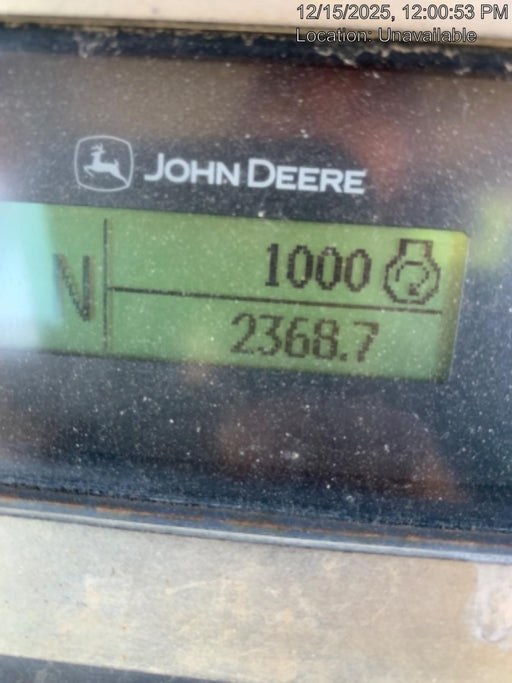 12/15/2025, 12:00:53 PM
Location: Unavailable
JOHN DEERE
N
1000
2368.7